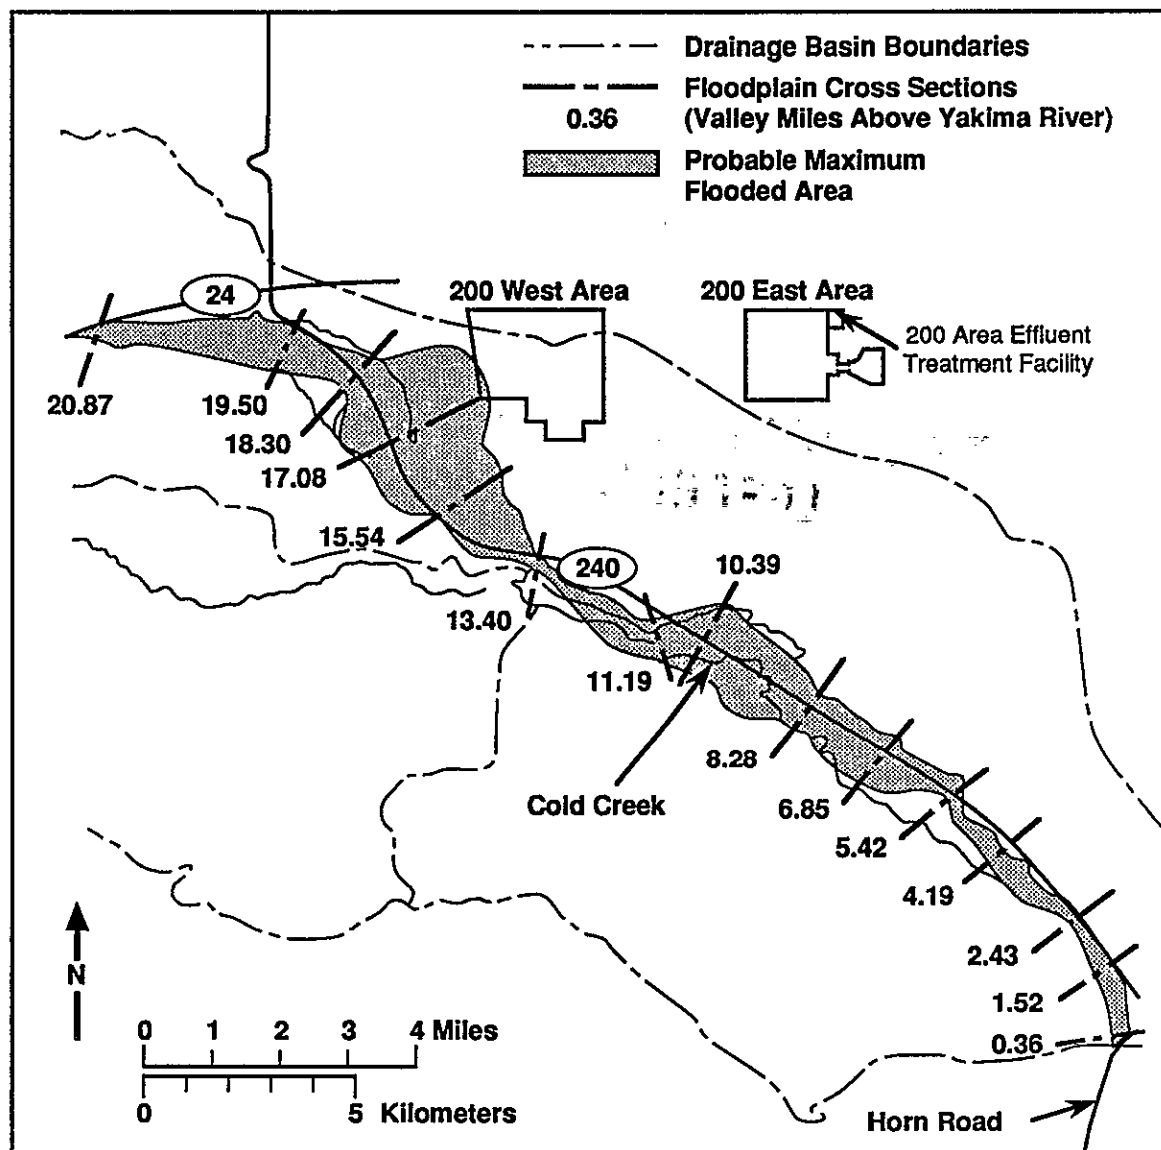 Drainage Basin Boundaries
Floodplain Cross Sections
0.36 (Valley Miles Above Yakima River)
Probable Maximum
Flooded Area
24
200 West Area
200 East Area
200 Area Effluent
Treatment Facility
20.87
19.50
18.30
17.08
15.54
240
10.39
13.40
11.19
8.28
Cold Creek
6.85
5.42
4.19
2.43
N
1.52
0 1 2 3 4 Miles
0.36
0 5 Kilometers
Horn Road